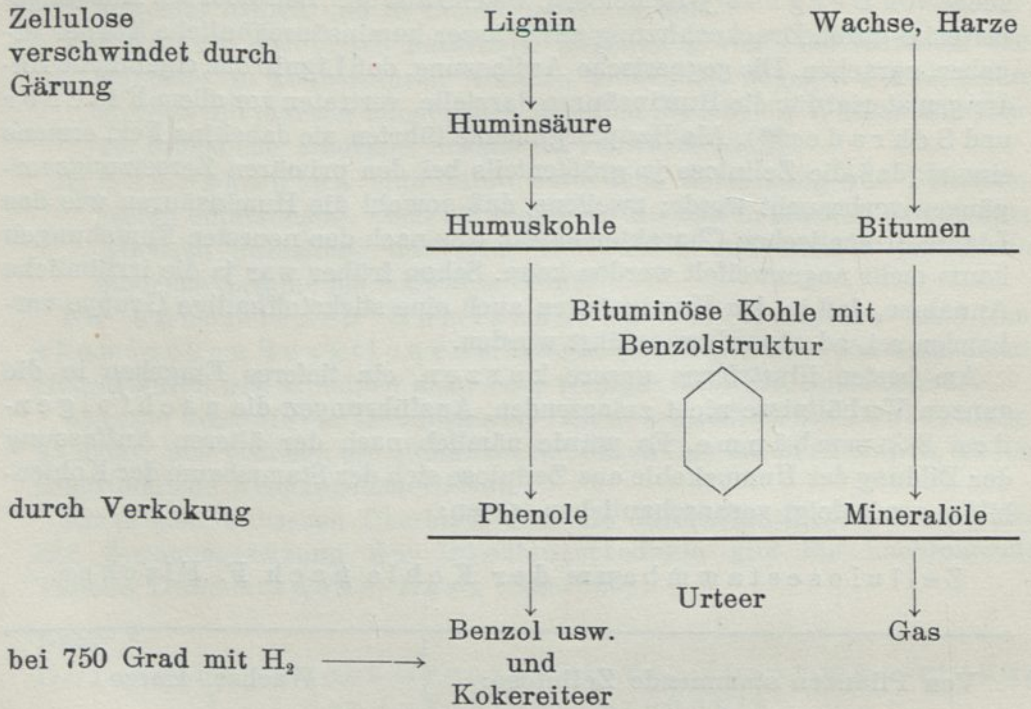 Zellulose Lignin Wachse, Harze
verschwindet durch
Gärung
Huminsäure
Humuskohle Bitumen
Bituminöse Kohle mit
Benzolstruktur
durch Verkokung Phenole Mineralöle
Urteer
Benzol usw. Gas
bei 750 Grad mit H₂ und
Kokereiteer